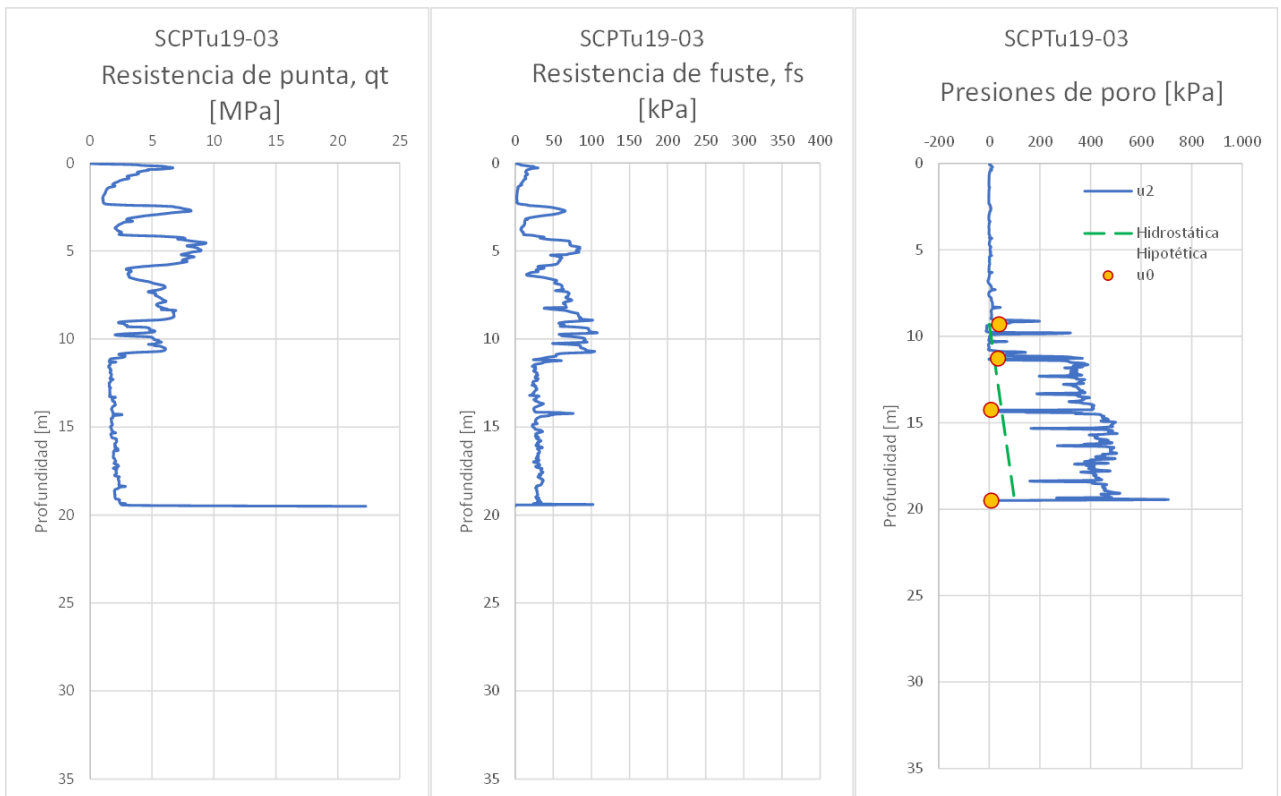 SCPTu19-03
Resistencia de punta, qt
[MPa]
0 5 10 15 20 25
0
5
10
15
20
25
30
35
Profundidad [m]
SCPTu19-03
Resistencia de fuste, fs
[kPa]
0 50 100 150 200 250 300 350 400
0
5
10
15
20
25
30
35
Profundidad [m]
SCPTu19-03
Presiones de poro [kPa]
-200 0 200 400 600 800 1.000
0
5
10
15
20
25
30
35
Profundidad [m]
u2
Hidrostática
Hipotética
u0